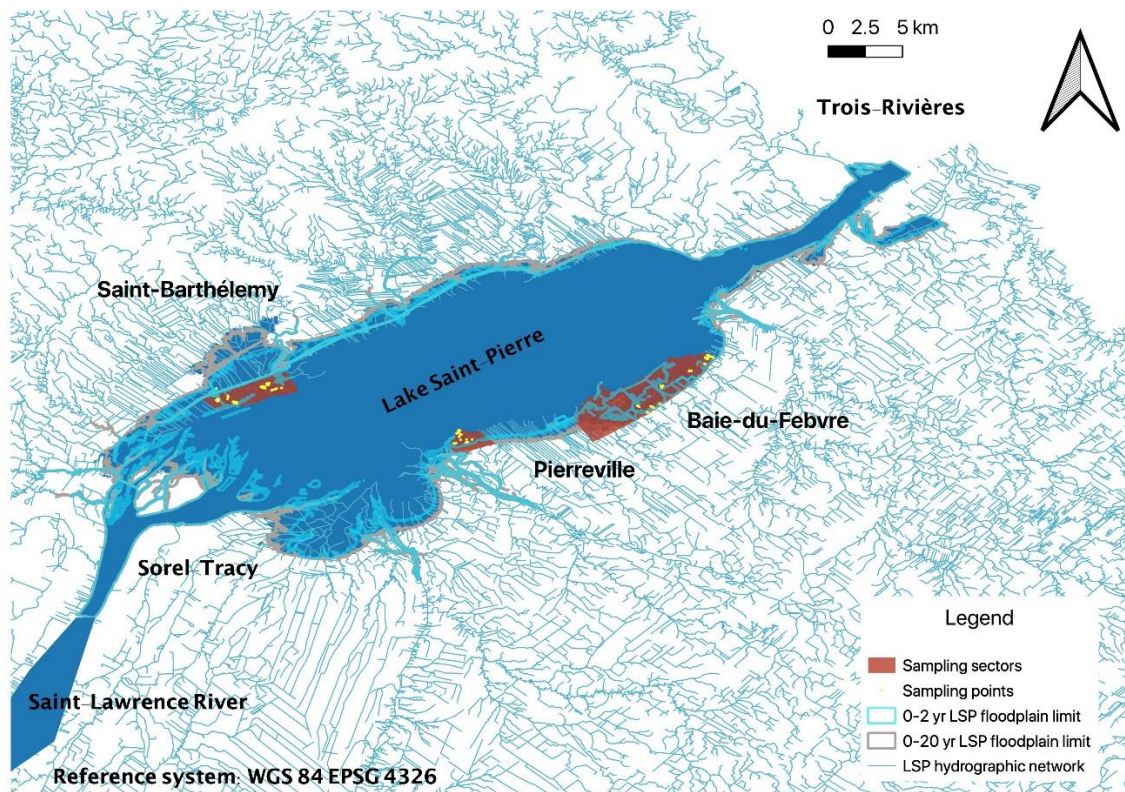 0 2.5 5 km
Trois-Rivières
Saint-Barthélemy
Lake Saint-Pierre
Baie-du-Febvre
Pierreville
Sorel Tracy
Saint Lawrence River
Reference system: WGS 84 EPSG 4326
Legend
Sampling sectors
Sampling points
0-2 yr LSP floodplain limit
0-20 yr LSP floodplain limit
LSP hydrographic network